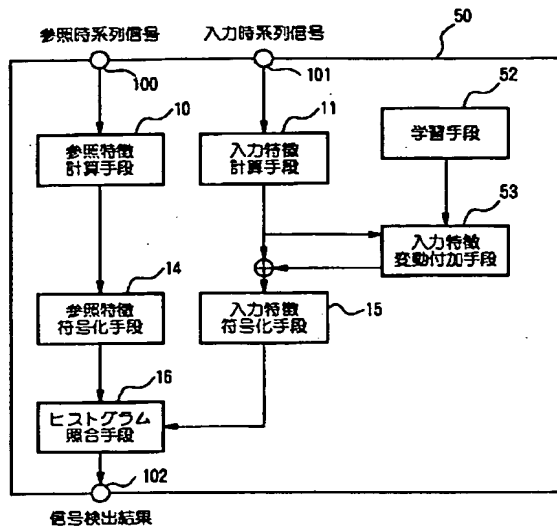 参照時系列信号
入力時系列信号
50
100
101
52
10
11
学習手段
参照特徴
計算手段
入力特徴
計算手段
53
入力特徴
変動付加手段
14
参照特徴
符号化手段
入力特徴
符号化手段
15
16
ヒストグラム
照合手段
102
信号検出結果